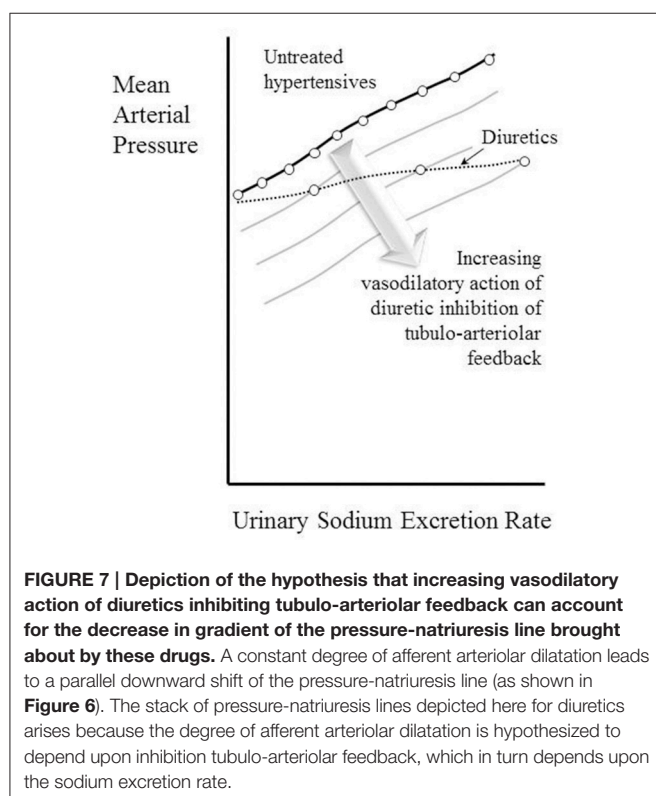 Mean
Arterial
Pressure
Untreated
hypertensives
Diuretics
Increasing
vasodilatory action of
diuretic inhibition of
tubulo-arteriolar
feedback
Urinary Sodium Excretion Rate
FIGURE 7 | Depiction of the hypothesis that increasing vasodilatory
action of diuretics inhibiting tubulo-arteriolar feedback can account
for the decrease in gradient of the pressure-natriuresis line brought
about by these drugs. A constant degree of afferent arteriolar dilatation leads
to a parallel downward shift of the pressure-natriuresis line (as shown in
Figure 6). The stack of pressure-natriuresis lines depicted here for diuretics
arises because the degree of afferent arteriolar dilatation is hypothesized to
depend upon inhibition tubulo-arteriolar feedback, which in turn depends upon
the sodium excretion rate.